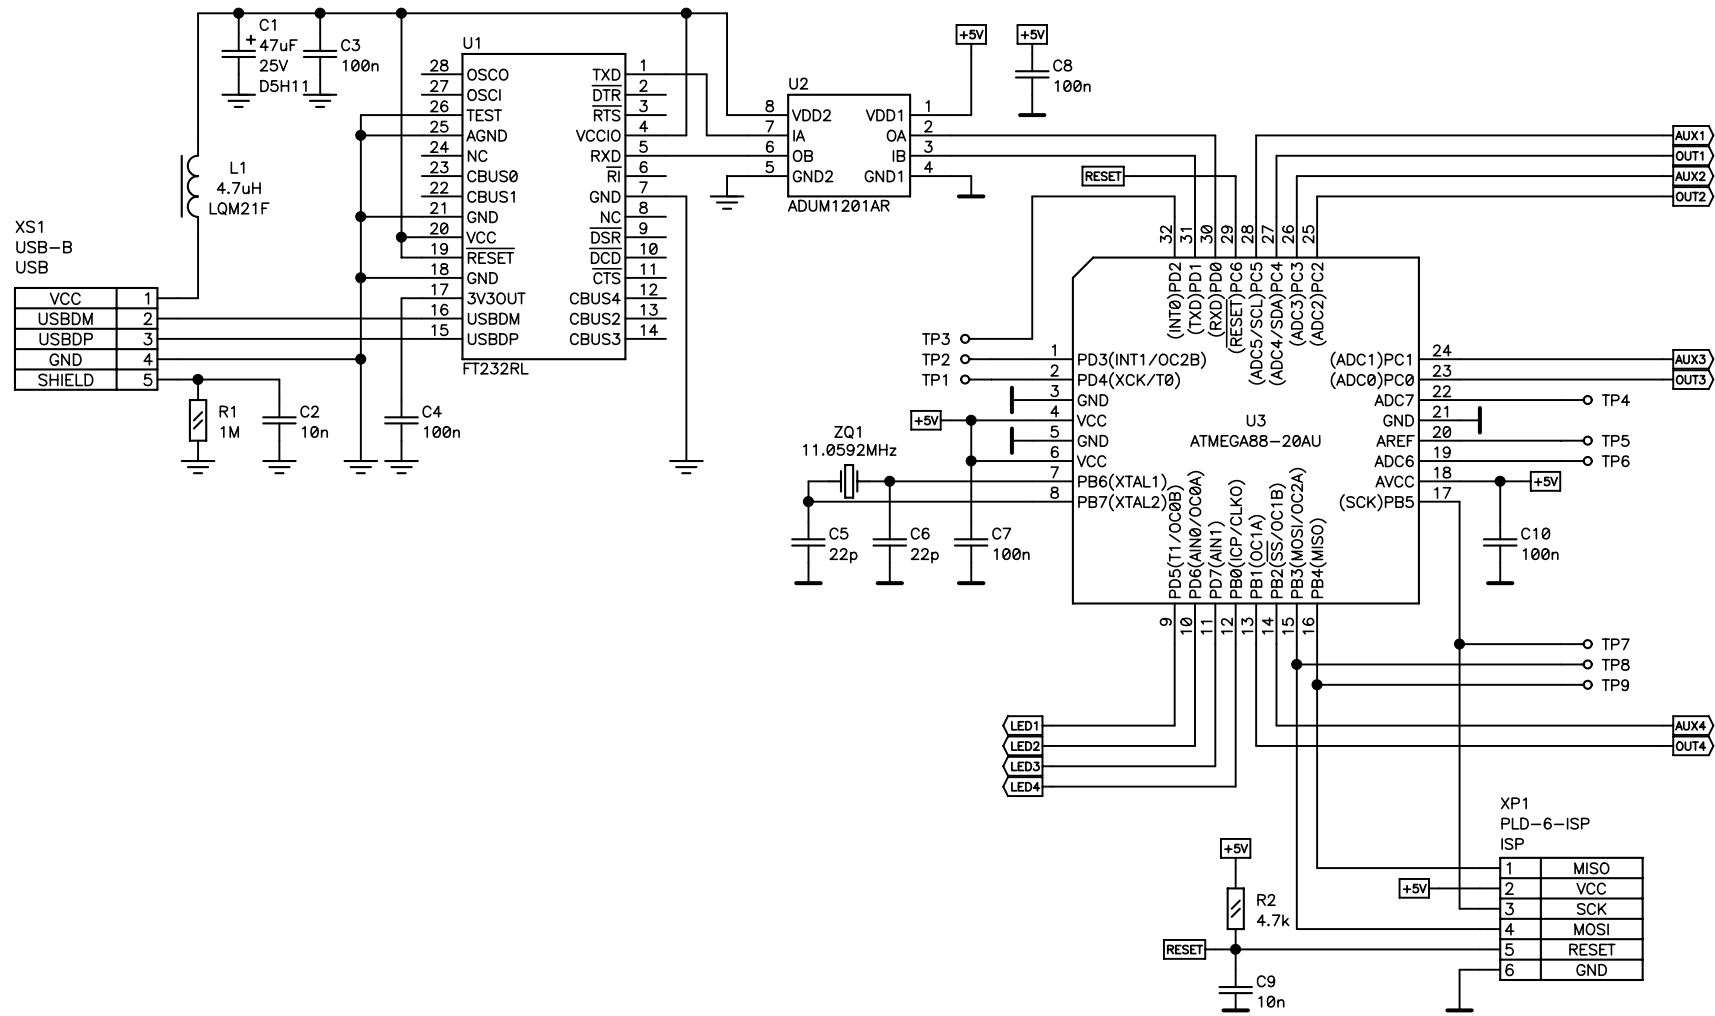 C1
+ 47uF
25V
D5H11
C3
100n
L1
4.7uH
LQM21F
XS1
USB-B
USB
VCC 1
USBDM 2
USBDP 3
GND 4
SHIELD 5
R1
1M
C2
10n
C4
100n
U1
28 OSCO TXD 1
27 OSCI DTR 2
26 TEST RTS 3
25 AGND VCCIO 4
24 NC RXD 5
23 CBUS0 RI 6
22 CBUS1 GND 7
21 GND NC 8
20 VCC DSR 9
19 RESET DCD 10
18 GND CTS 11
17 3V3OUT CBUS4 12
16 USBDM CBUS2 13
15 USBDP CBUS3 14
FT232RL
U2
8 VDD2 VDD1 1
7 IA OA 2
6 OB IB 3
5 GND2 GND1 4
ADUM1201AR
+5V
+5V
C8
100n
RESET
AUX1
OUT1
AUX2
OUT2
32 (INT0)PD2
31 (TXD)PD1
30 (RXD)PD0
29 (RESET)PC6
28 (ADC5/SCL)PC5
27 (ADC4/SDA)PC4
26 (ADC3)PC3
25 (ADC2)PC2
TP3
TP2
TP1
1 PD3(INT1/OC2B)
2 PD4(XCK/T0)
3 GND
4 VCC
5 GND
6 VCC
7 PB6(XTAL1)
8 PB7(XTAL2)
+5V
U3
ATMEGA88-20AU
(ADC1)PC1 24
(ADC0)PC0 23
ADC7 22
GND 21
AREF 20
ADC6 19
AVCC 18
(SCK)PB5 17
AUX3
OUT3
TP4
TP5
TP6
+5V
ZQ1
11.0592MHz
C5
22p
C6
22p
C7
100n
C10
100n
PD5(T1/OC0B) 9
PD6(AIN0/OC0A) 10
PD7(AIN1) 11
PB0(ICP/CLKO) 12
PB1(OC1A) 13
PB2(SS/OC1B) 14
PB3(MOSI/OC2A) 15
PB4(MISO) 16
TP7
TP8
TP9
LED1
LED2
LED3
LED4
AUX4
OUT4
XP1
PLD-6-ISP
ISP
1 MISO
2 VCC
3 SCK
4 MOSI
5 RESET
6 GND
+5V
+5V
R2
4.7k
RESET
C9
10n